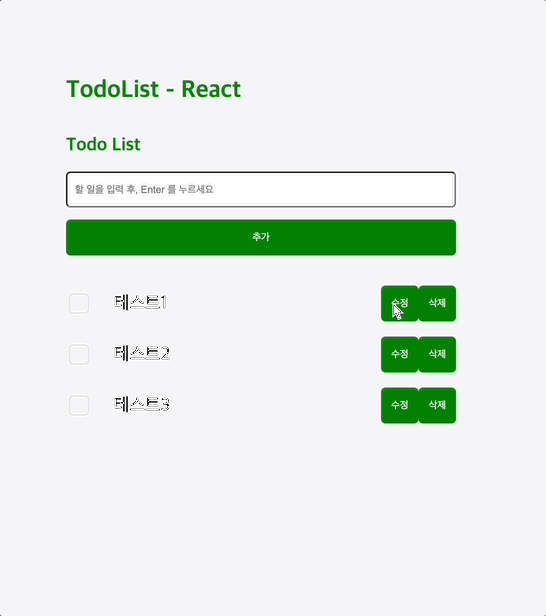 TodoList - React
Todo List
할 일을 입력 후, Enter 를 누르세요
추가
테스트1 수정 삭제
테스트2 수정 삭제
테스트3 수정 삭제